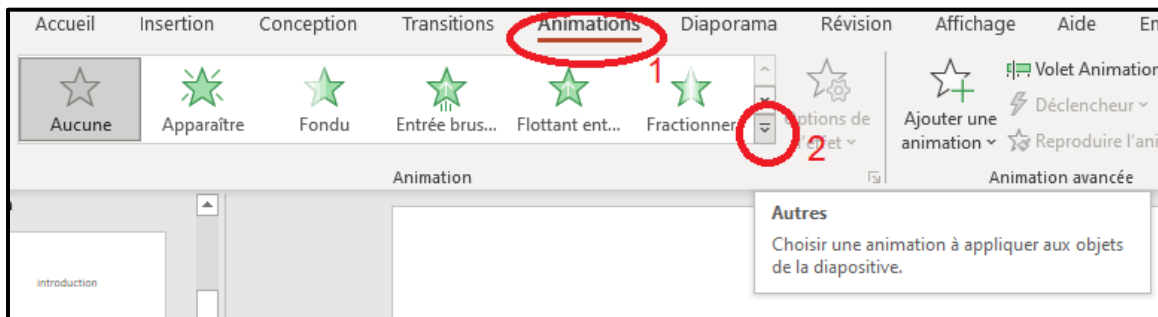 Accueil Insertion Conception Transitions Animations Diaporama Révision Affichage Aide
1
Aucune Apparaître Fondu Entrée brus... Flottant ent... Fractionner
2
Options de
l'effet
Ajouter une
animation
Volet Animation
Déclencheur
Reproduire l'ani
Animation
Animation avancée
Autres
Choisir une animation à appliquer aux objets
de la diapositive.
introduction